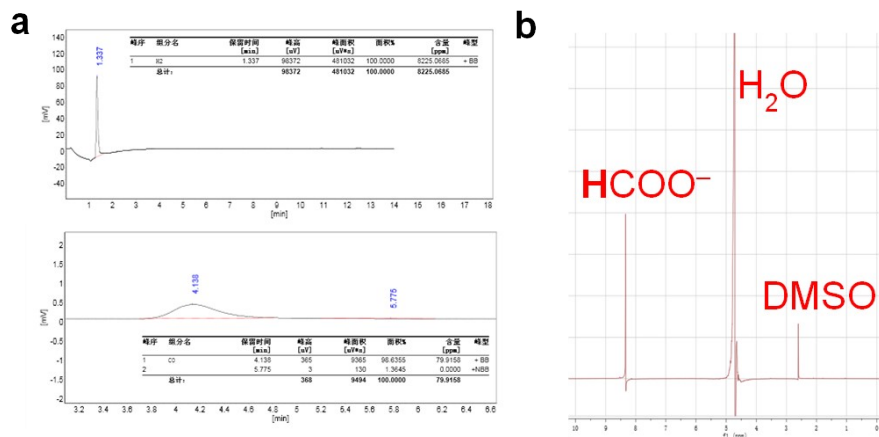 a
140
120
100
80
60
40
20
0
-20
-40
[mV]
1.337
峰序 组分名 保留时间 峰高 峰面积 面积% 含量 峰型
[min] [uV] [uV*s] [ppm]
1 H2 1.337 98372 481032 100.0000 8225.0685 + BB
总计: 98372 481032 100.0000 8225.0685
1 2 3 4 5 6 7 8 9 10 11 12 13 14 15 16 17 18
[min]
2
1.5
1
0.5
0
-0.5
-1
-1.5
-2
[mV]
4.138
5.775
峰序 组分名 保留时间 峰高 峰面积 面积% 含量 峰型
[min] [uV] [uV*s] [ppm]
1 CO 4.138 365 9365 98.6355 79.9158 + BB
2 5.775 3 130 1.3645 0.0000 +NBB
总计: 368 9494 100.0000 79.9158
3.2 3.4 3.6 3.8 4 4.2 4.4 4.6 4.8 5 5.2 5.4 5.6 5.8 6 6.2 6.4 6.6
[min]
b
H₂O
HCOO⁻
DMSO
10 9 8 7 6 5 4 3 2 1 0
f1 (ppm)